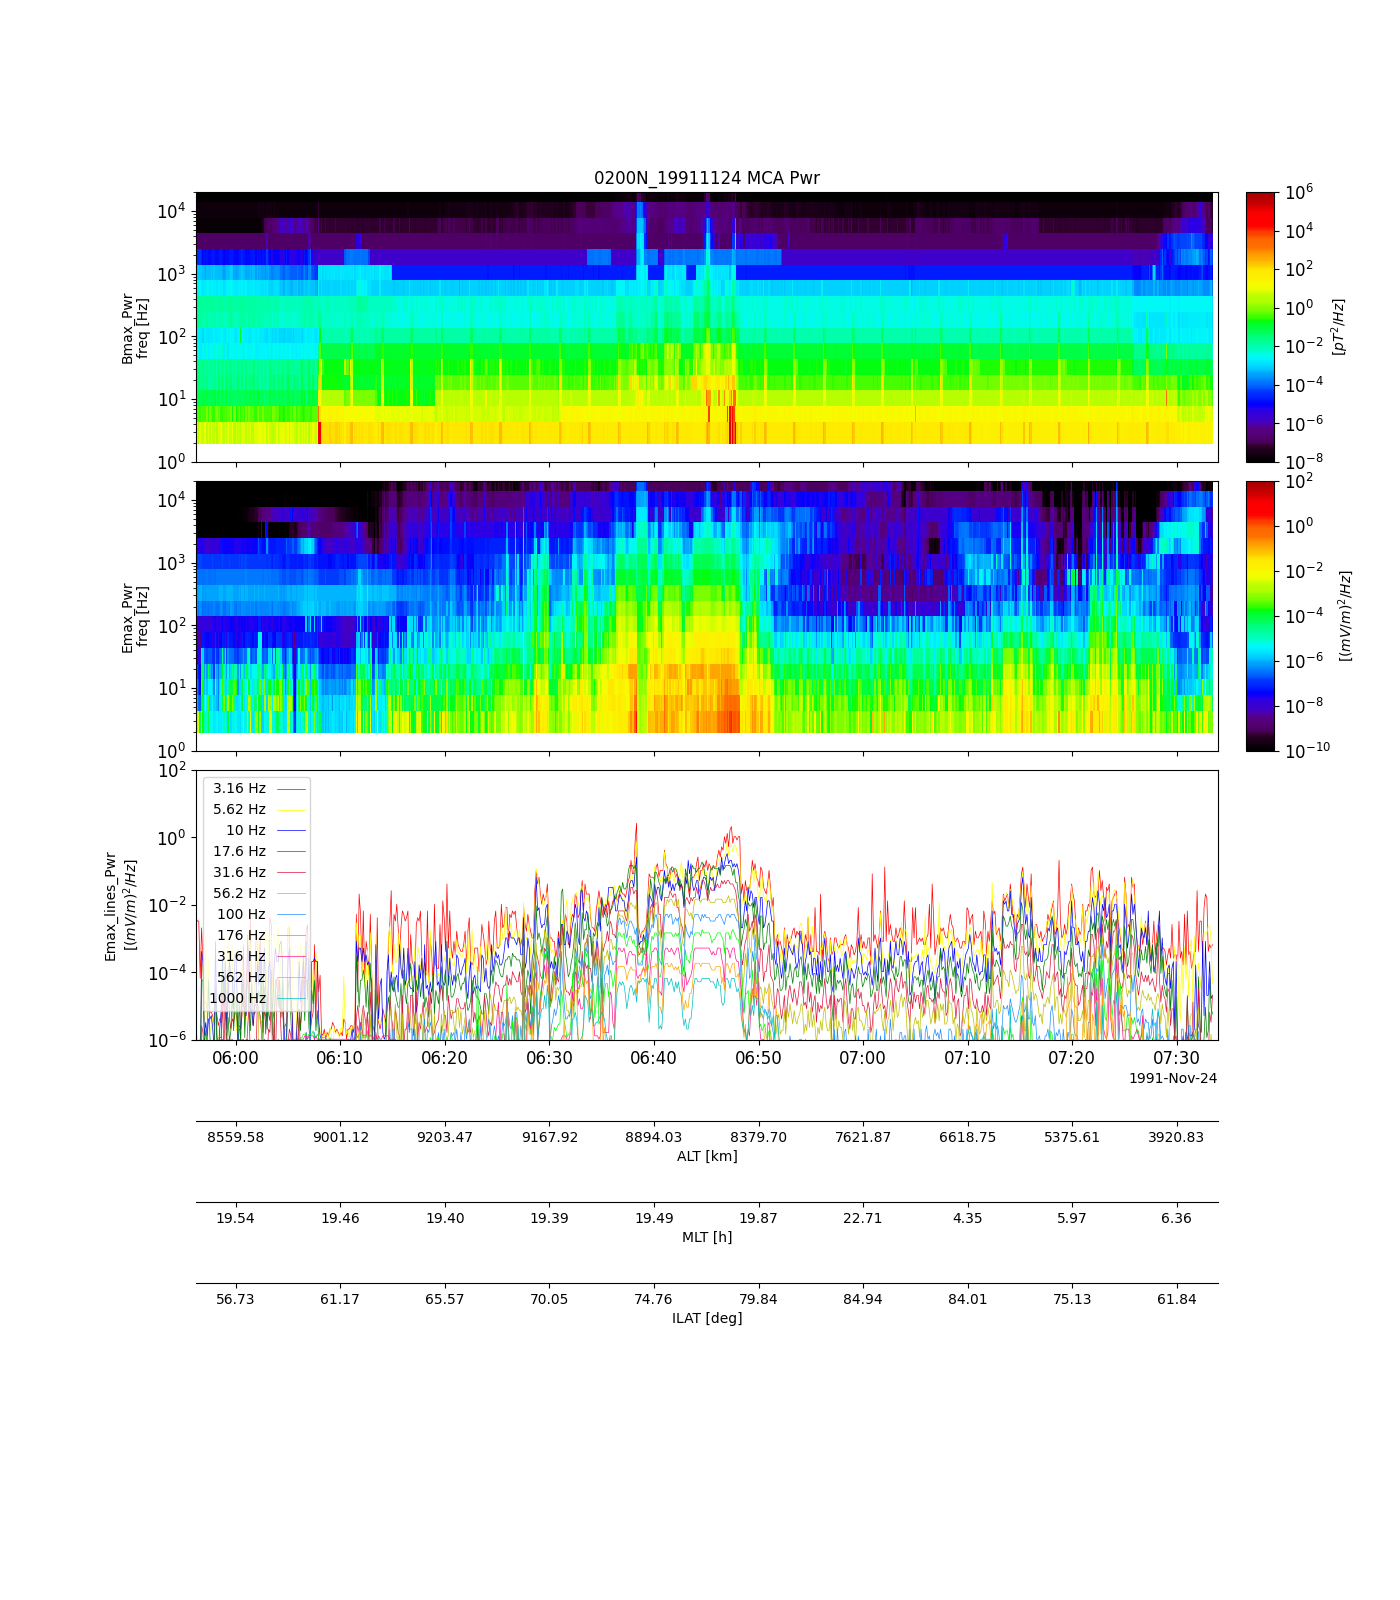 0200N_19911124 MCA Pwr
Bmax_Pwr
freq [Hz]
10^4
10^3
10^2
10^1
10^0
10^6
10^4
10^2
10^0
10^-2
10^-4
10^-6
10^-8
[pT^2/Hz]
Emax_Pwr
freq [Hz]
10^4
10^3
10^2
10^1
10^0
10^2
10^0
10^-2
10^-4
10^-6
10^-8
10^-10
[(mV/m)^2/Hz]
Emax_lines_Pwr
[(mV/m)^2/Hz]
10^2
10^0
10^-2
10^-4
10^-6
3.16 Hz
5.62 Hz
10 Hz
17.6 Hz
31.6 Hz
56.2 Hz
100 Hz
176 Hz
316 Hz
562 Hz
1000 Hz
06:00 06:10 06:20 06:30 06:40 06:50 07:00 07:10 07:20 07:30
1991-Nov-24
8559.58 9001.12 9203.47 9167.92 8894.03 8379.70 7621.87 6618.75 5375.61 3920.83
ALT [km]
19.54 19.46 19.40 19.39 19.49 19.87 22.71 4.35 5.97 6.36
MLT [h]
56.73 61.17 65.57 70.05 74.76 79.84 84.94 84.01 75.13 61.84
ILAT [deg]